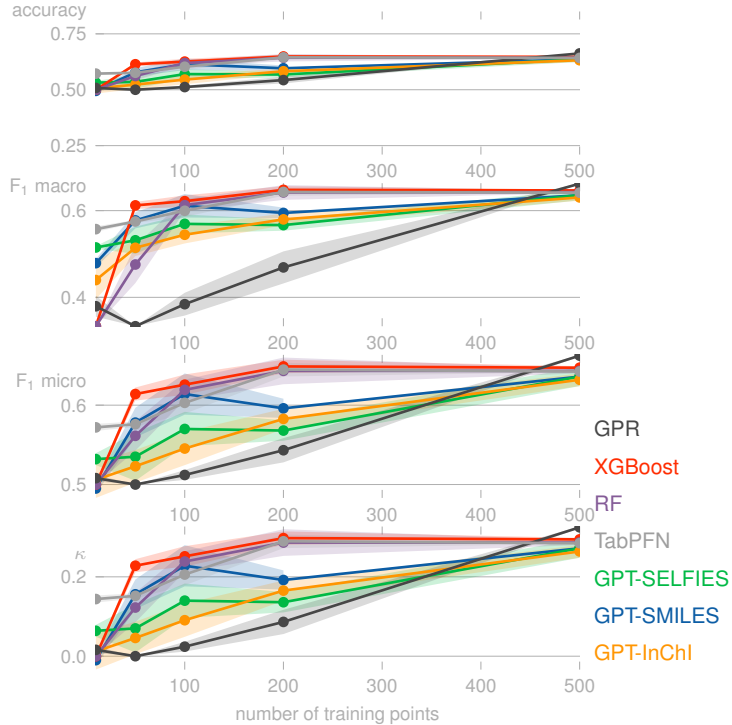 accuracy
0.75
0.50
0.25
100 200 300 400 500
F₁ macro
0.6
0.4
100 200 300 400 500
F₁ micro
0.6
0.5
100 200 300 400 500
κ
0.2
0.0
100 200 300 400 500
number of training points
GPR
XGBoost
RF
TabPFN
GPT-SELFIES
GPT-SMILES
GPT-InChI